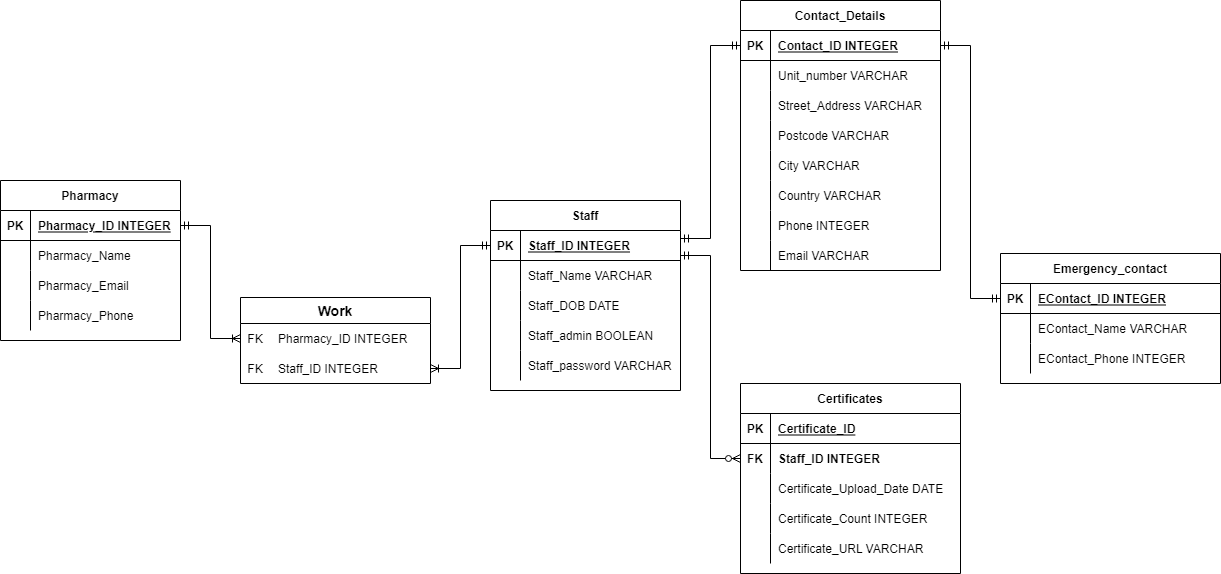 Contact_Details
PK Contact_ID INTEGER
Unit_number VARCHAR
Street_Address VARCHAR
Postcode VARCHAR
City VARCHAR
Country VARCHAR
Phone INTEGER
Email VARCHAR
Pharmacy
PK Pharmacy_ID INTEGER
Pharmacy_Name
Pharmacy_Email
Pharmacy_Phone
Staff
PK Staff_ID INTEGER
Staff_Name VARCHAR
Staff_DOB DATE
Staff_admin BOOLEAN
Staff_password VARCHAR
Work
FK Pharmacy_ID INTEGER
FK Staff_ID INTEGER
Emergency_contact
PK EContact_ID INTEGER
EContact_Name VARCHAR
EContact_Phone INTEGER
Certificates
PK Certificate_ID
FK Staff_ID INTEGER
Certificate_Upload_Date DATE
Certificate_Count INTEGER
Certificate_URL VARCHAR